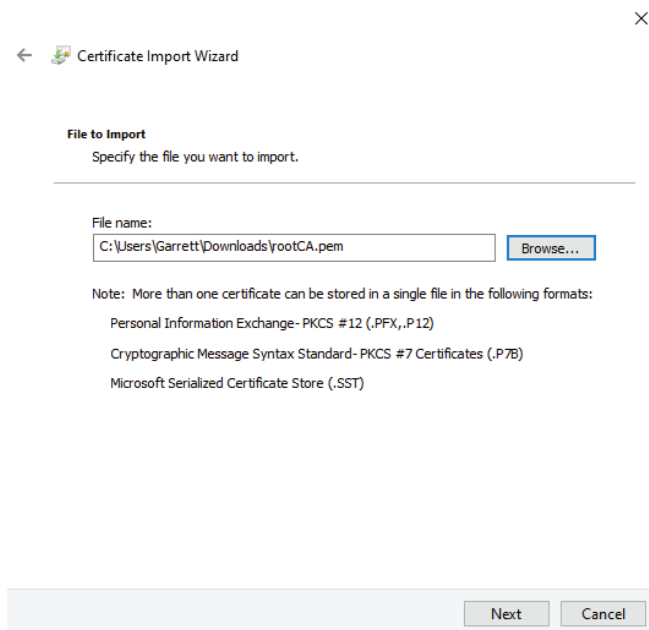 Certificate Import Wizard
File to Import
Specify the file you want to import.
File name:
C:\Users\Garrett\Downloads\rootCA.pem
Browse...
Note: More than one certificate can be stored in a single file in the following formats:
Personal Information Exchange- PKCS #12 (.PFX,.P12)
Cryptographic Message Syntax Standard- PKCS #7 Certificates (.P7B)
Microsoft Serialized Certificate Store (.SST)
Next
Cancel